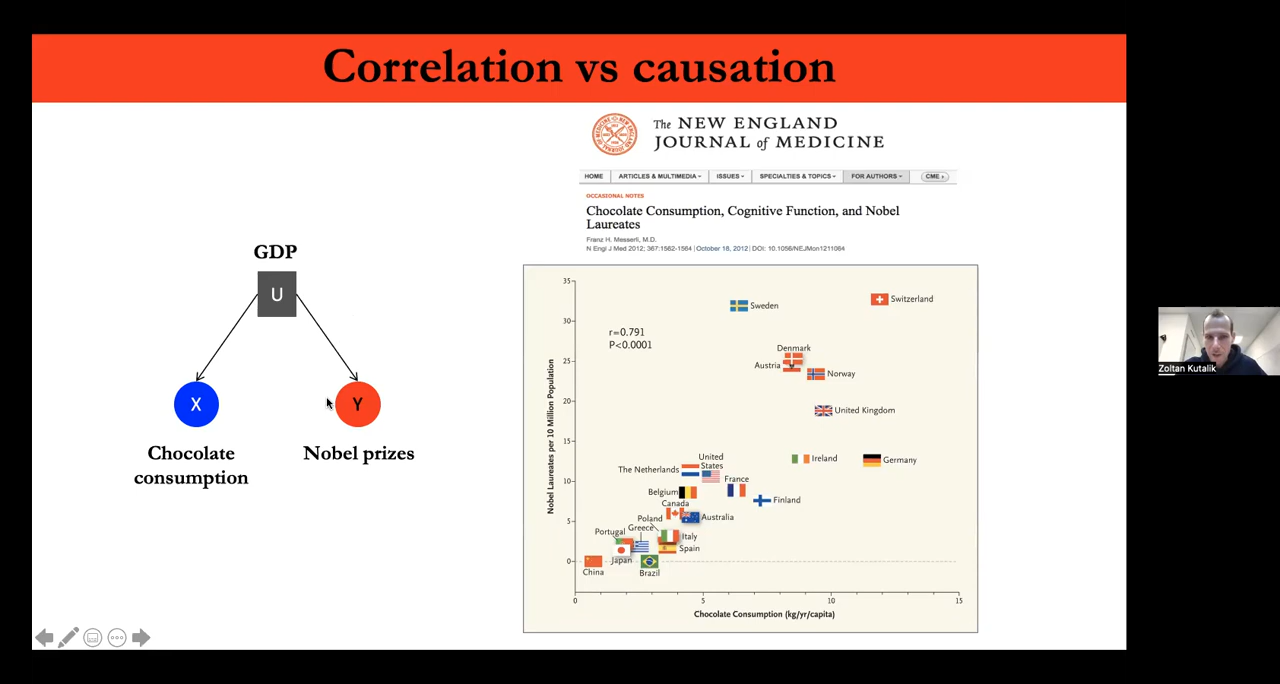 Correlation vs causation
The NEW ENGLAND
JOURNAL of MEDICINE
HOME ARTICLES & MULTIMEDIA ISSUES SPECIALTIES & TOPICS FOR AUTHORS CME
OCCASIONAL NOTES
Chocolate Consumption, Cognitive Function, and Nobel
Laureates
Franz H. Messerli, M.D.
N Engl J Med 2012; 367:1562-1564 | October 18, 2012 | DOI: 10.1056/NEJMon1211064
GDP
U
X
Y
Chocolate
consumption
Nobel prizes
Nobel Laureates per 10 Million Population
35
30
25
20
15
10
5
0
r=0.791
P<0.0001
Sweden
Switzerland
Denmark
Austria
Norway
United Kingdom
Ireland
Germany
United
States
The Netherlands
France
Belgium
Finland
Canada
Australia
Poland
Portugal
Greece
Italy
Spain
Japan
China
Brazil
0
5
10
15
Chocolate Consumption (kg/yr/capita)
Zoltan Kutalik